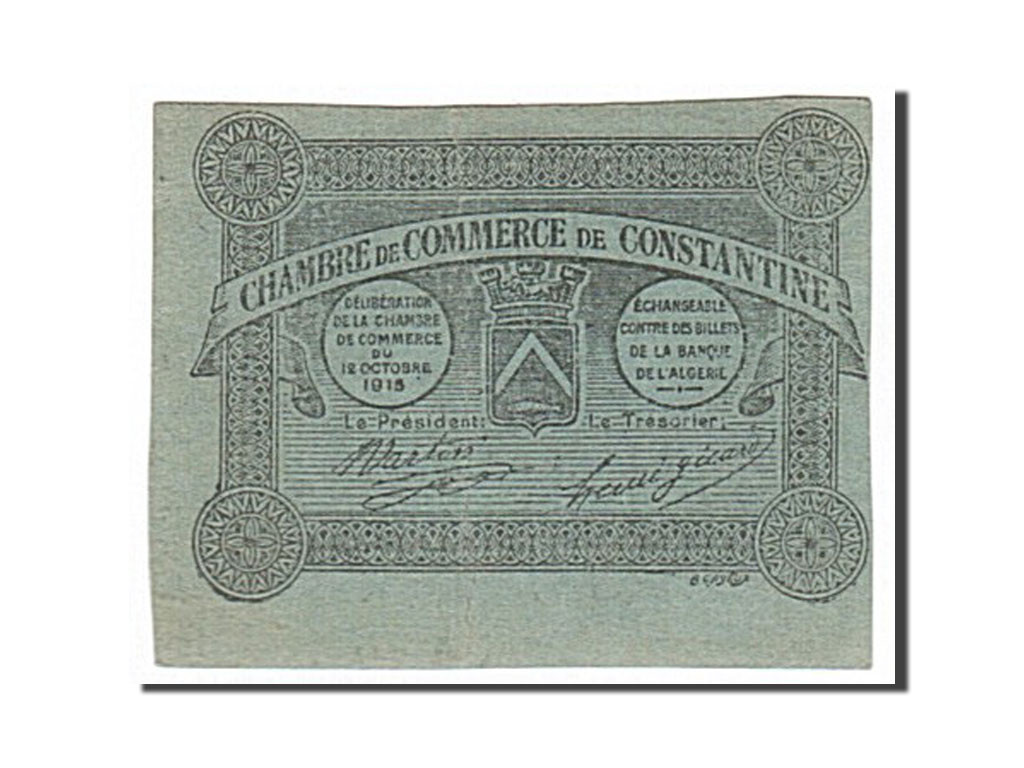 CHAMBRE DE COMMERCE DE CONSTANTINE
DÉLIBÉRATION
DE LA CHAMBRE
DE COMMERCE
DU
12 OCTOBRE
1915
ÉCHANGEABLE
CONTRE DES BILLETS
DE LA BANQUE
DE L'ALGÉRIE
Le Président:
Le Trésorier:
Martin